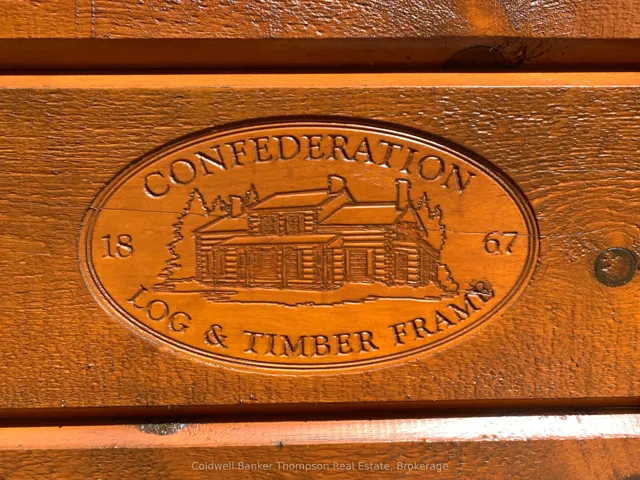 CONFEDERATION
18 67
LOG & TIMBER FRAME
Coldwell Banker Thompson Real Estate, Brokerage